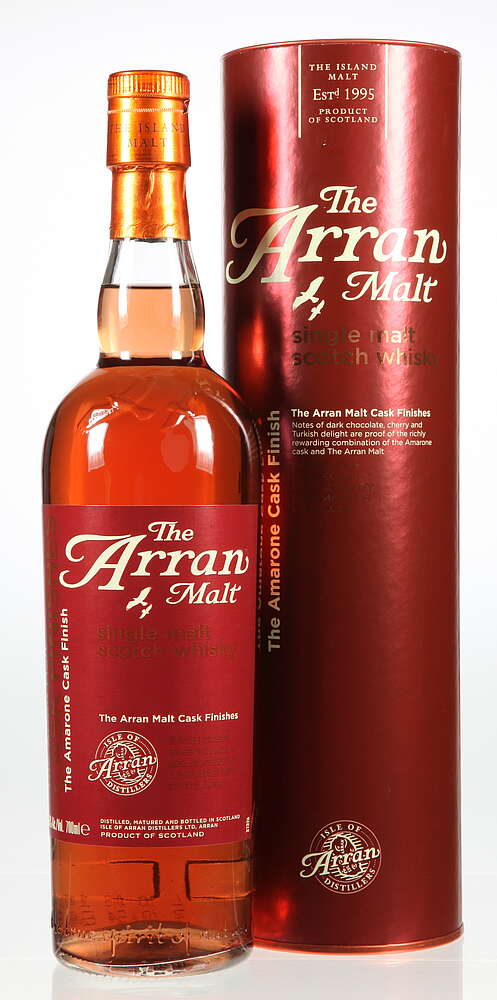 THE ISLAND
MALT
The
Arran
Malt
single malt
scotch whisky
The Arran Malt Cask Finishes
The Amarone Cask Finish
ISLE OF
Arran
DISTILLERS
/Vol. 700ml e
DISTILLED, MATURED AND BOTTLED IN SCOTLAND
ISLE OF ARRAN DISTILLERS LTD, ARRAN
PRODUCT OF SCOTLAND
THE ISLAND
MALT
Estd 1995
PRODUCT
OF SCOTLAND
The
Arran
Malt
single malt
scotch whisky
The Arran Malt Cask Finishes
Notes of dark chocolate, cherry and
Turkish delight are proof of the richly
rewarding combination of the Amarone
cask and The Arran Malt
The Amarone Cask Finish
ISLE OF
Arran
DISTILLERS